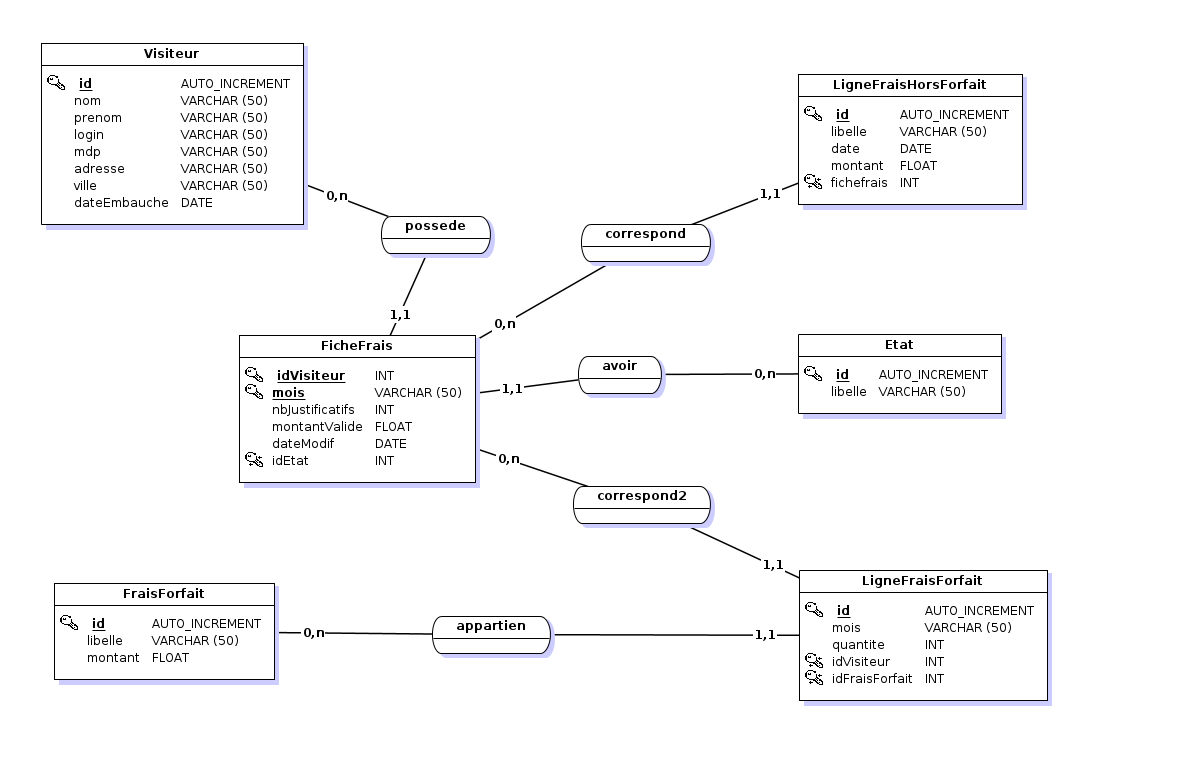 Visiteur
id AUTO_INCREMENT
nom VARCHAR (50)
prenom VARCHAR (50)
login VARCHAR (50)
mdp VARCHAR (50)
adresse VARCHAR (50)
ville VARCHAR (50)
dateEmbauche DATE
0,n
possede
1,1
LigneFraisHorsForfait
id AUTO_INCREMENT
libelle VARCHAR (50)
date DATE
montant FLOAT
fichefrais INT
1,1
correspond
0,n
FicheFrais
idVisiteur INT
mois VARCHAR (50)
nbJustificatifs INT
montantValide FLOAT
dateModif DATE
idEtat INT
1,1
avoir
0,n
Etat
id AUTO_INCREMENT
libelle VARCHAR (50)
0,n
correspond2
1,1
FraisForfait
id AUTO_INCREMENT
libelle VARCHAR (50)
montant FLOAT
0,n
appartien
1,1
LigneFraisForfait
id AUTO_INCREMENT
mois VARCHAR (50)
quantite INT
idVisiteur INT
idFraisForfait INT